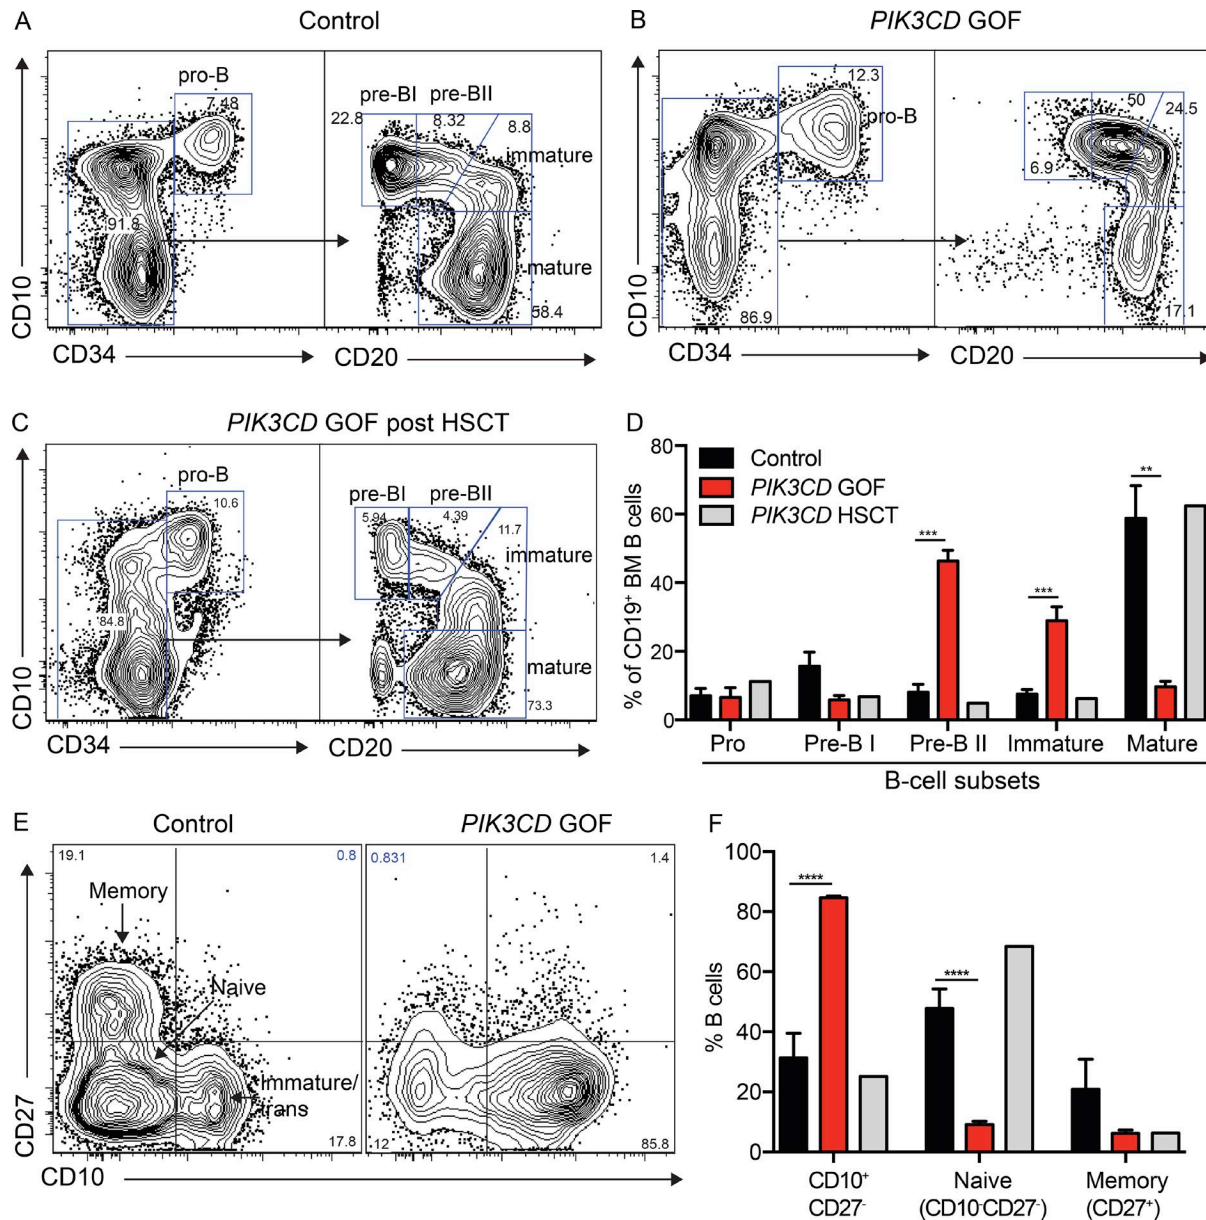 A
Control
pro-B
7.48
91.8
CD10
CD34
pre-BI
pre-BII
22.8
8.32
8.8
immature
mature
58.4
CD20
B
PIK3CD GOF
12.3
pro-B
86.9
CD10
CD34
50
24.5
6.9
17.1
CD20
C
PIK3CD GOF post HSCT
pro-B
10.6
84.8
CD10
CD34
pre-BI
pre-BII
5.94
4.39
11.7
immature
mature
73.3
CD20
D
Control
PIK3CD GOF
PIK3CD HSCT
% of CD19⁺ BM B cells
80
60
40
20
0
***
***
**
Pro
Pre-B I
Pre-B II
Immature
Mature
B-cell subsets
E
Control
19.1
0.8
Memory
Naive
Immature/
trans
17.8
PIK3CD GOF
0.831
1.4
12
85.8
CD27
CD10
F
% B cells
100
80
60
40
20
0
****
****
CD10⁺
CD27⁻
Naive
(CD10⁻CD27⁻)
Memory
(CD27⁺)